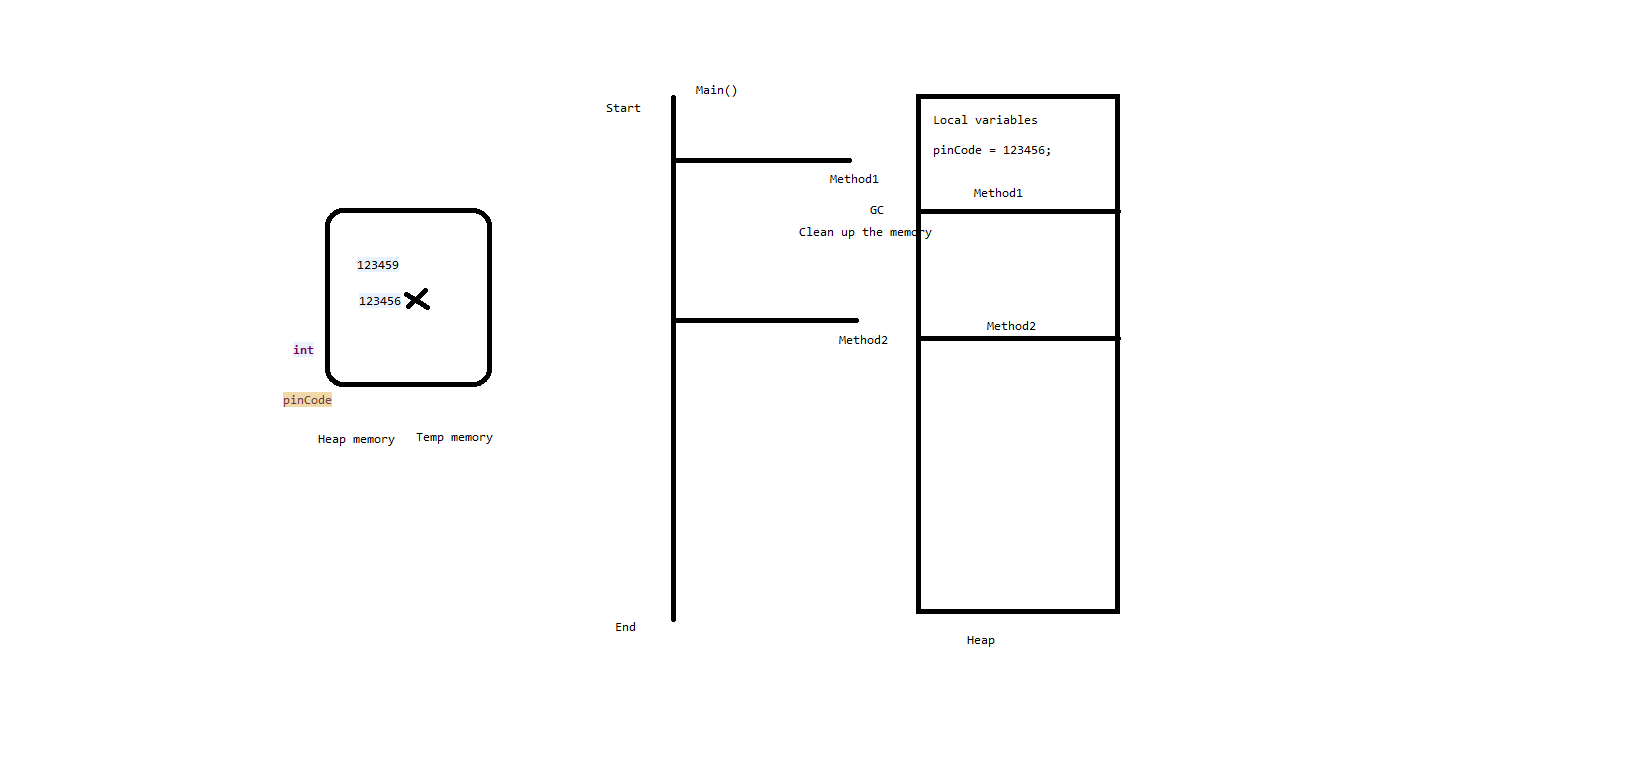 123459
123456
int
pinCode
Heap memory
Temp memory
Main()
Start
Method1
GC
Clean up the memory
Method2
End
Local variables
pinCode = 123456;
Method1
Method2
Heap